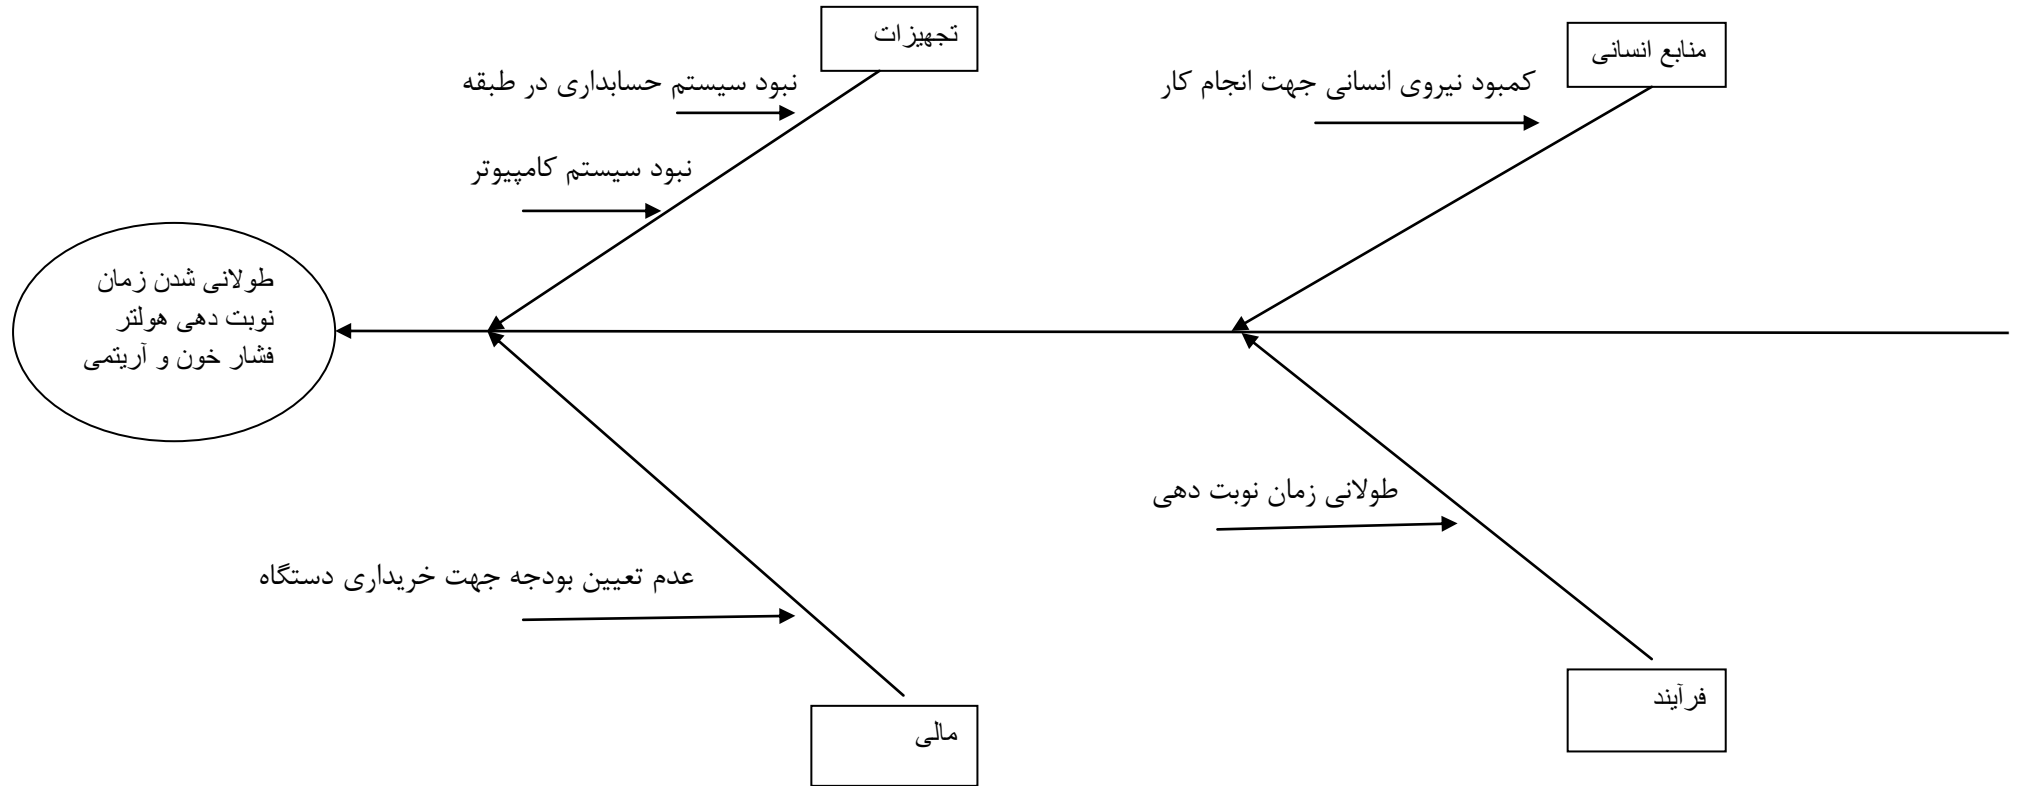 منابع انسانی
تجهیزات
کمبود نیروی انسانی جهت انجام کار
نبود سیستم حسابداری در طبقه
نبود سیستم کامپیوتر
طولانی شدن زمان
نوبت دهی هولتر
فشار خون و آریتمی
طولانی زمان نوبت دهی
عدم تعیین بودجه جهت خریداری دستگاه
فرآیند
مالی